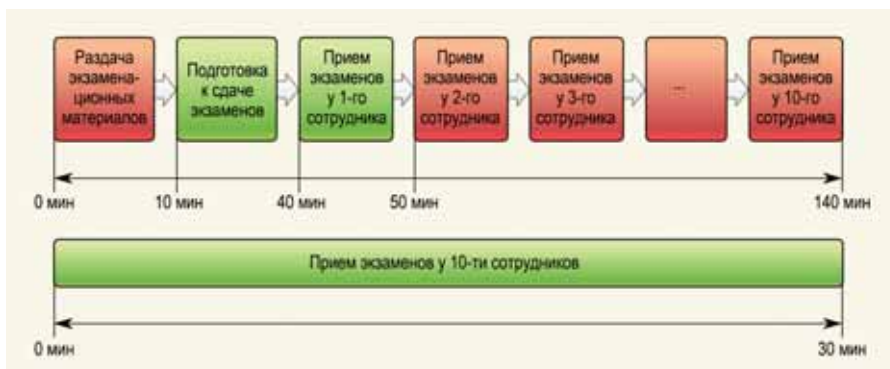 Раздача
экзамена-
ционных
материалов
Подготовка
к сдаче
экзаменов
Прием
экзаменов
у 1-го
сотрудника
Прием
экзаменов
у 2-го
сотрудника
Прием
экзаменов
у 3-го
сотрудника
...
Прием
экзаменов
у 10-го
сотрудника
0 мин
10 мин
40 мин
50 мин
140 мин
Прием экзаменов у 10-ти сотрудников
0 мин
30 мин